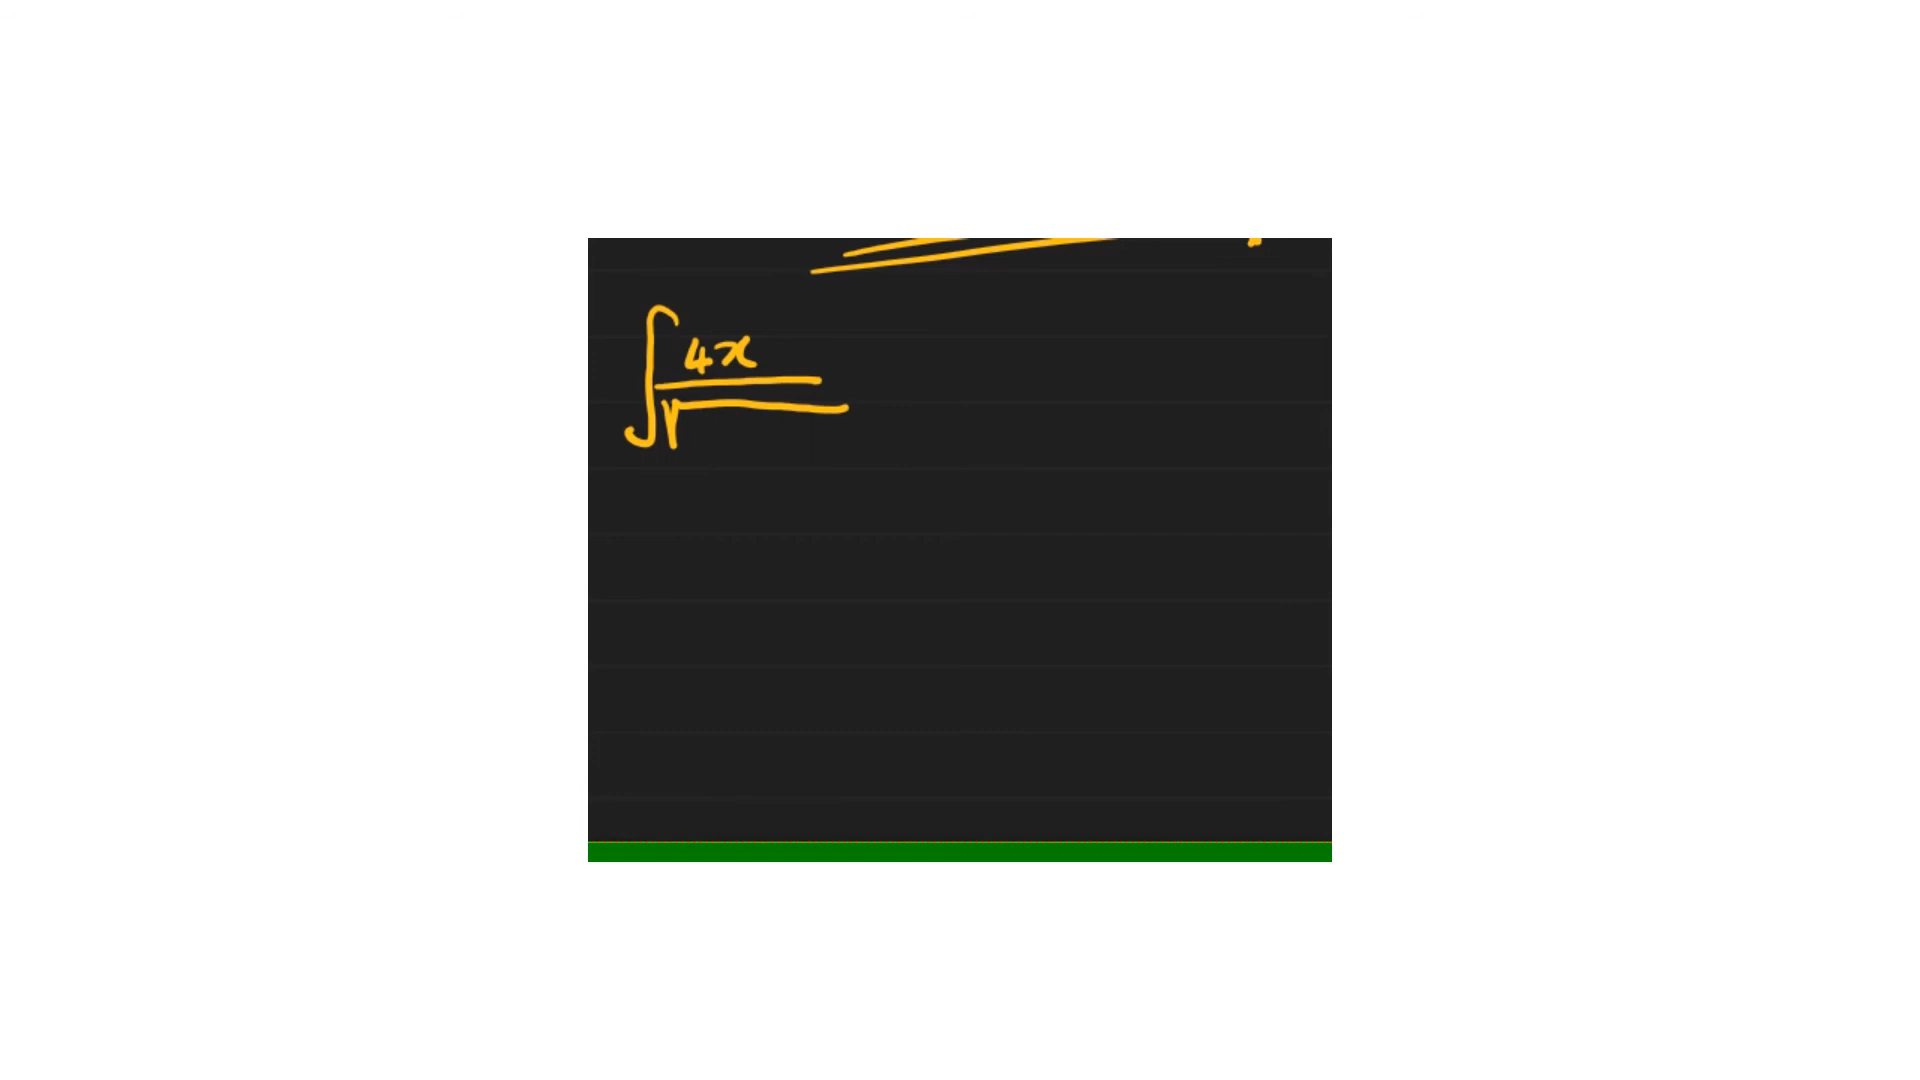 ∫ 4x / √